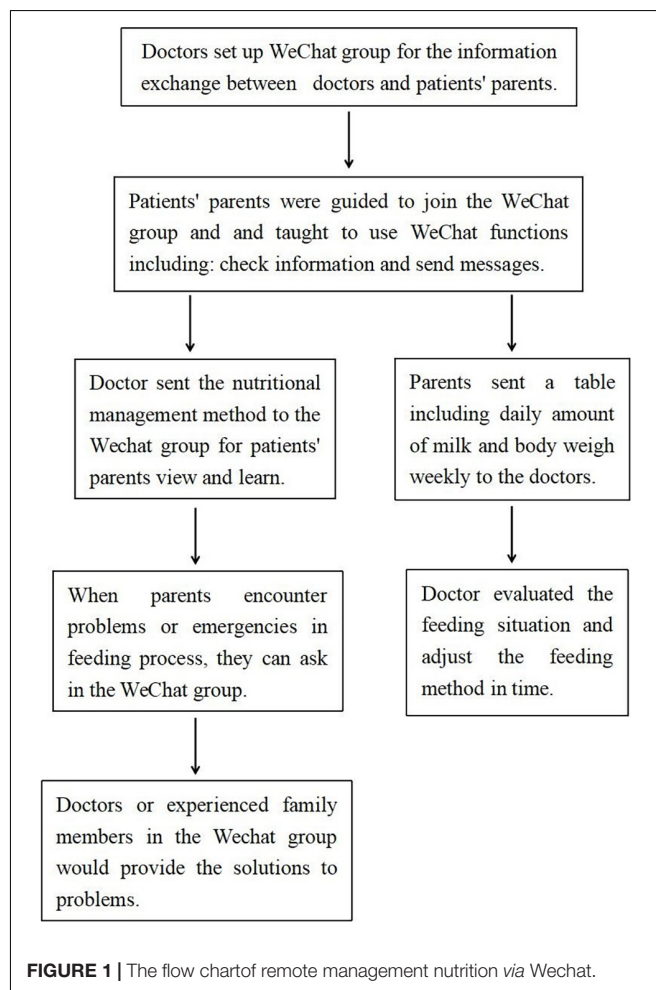 Doctors set up WeChat group for the information
exchange between doctors and patients' parents.
Patients' parents were guided to join the WeChat
group and and taught to use WeChat functions
including: check information and send messages.
Doctor sent the nutritional
management method to the
Wechat group for patients'
parents view and learn.
When parents encounter
problems or emergencies in
feeding process, they can ask
in the WeChat group.
Doctors or experienced family
members in the Wechat group
would provide the solutions to
problems.
Parents sent a table
including daily amount
of milk and body weigh
weekly to the doctors.
Doctor evaluated the
feeding situation and
adjust the feeding
method in time.
FIGURE 1 | The flow chartof remote management nutrition via Wechat.